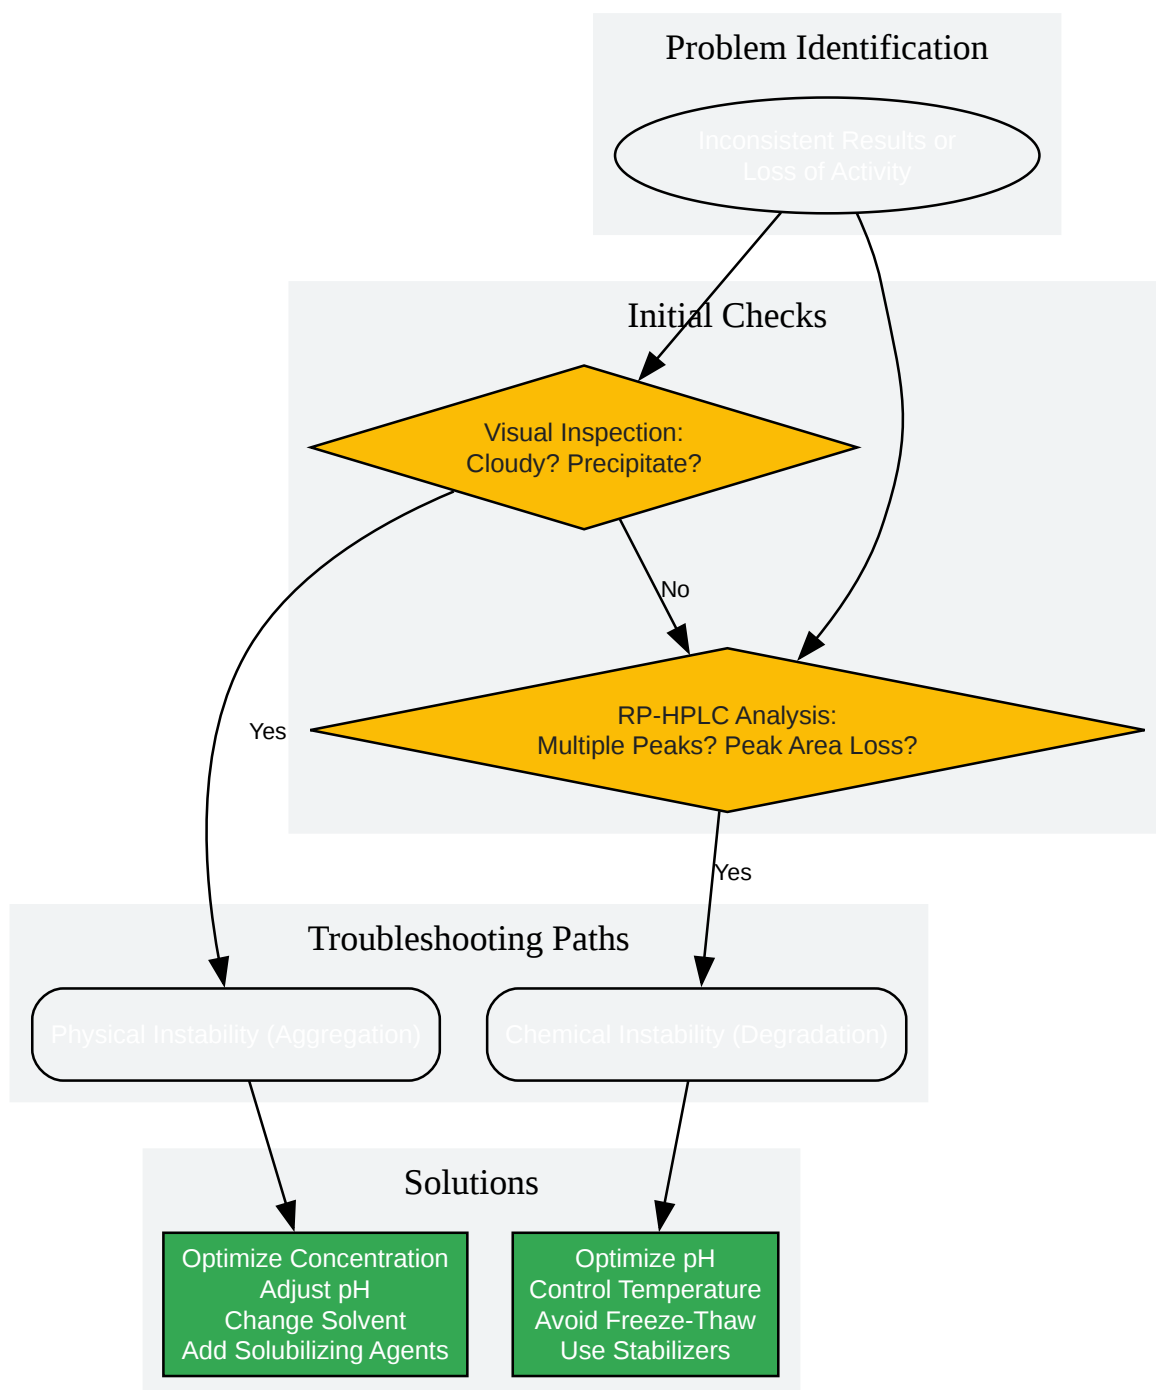 Problem Identification
Inconsistent Results or
Loss of Activity
Initial Checks
Visual Inspection:
Cloudy? Precipitate?
No
Yes
RP-HPLC Analysis:
Multiple Peaks? Peak Area Loss?
Yes
Troubleshooting Paths
Physical Instability (Aggregation)
Chemical Instability (Degradation)
Solutions
Optimize Concentration
Adjust pH
Change Solvent
Add Solubilizing Agents
Optimize pH
Control Temperature
Avoid Freeze-Thaw
Use Stabilizers